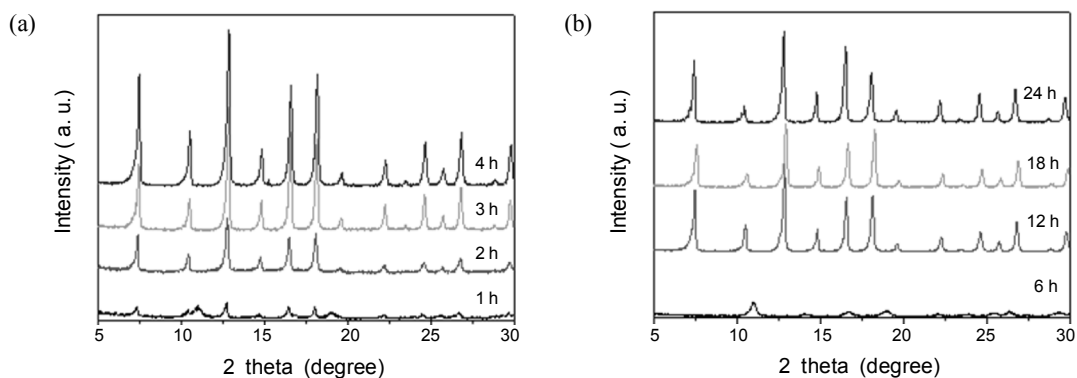 (a)
Intensity ( a. u.)
4 h
3 h
2 h
1 h
5 10 15 20 25 30
2 theta (degree)
(b)
Intensity ( a. u.)
24 h
18 h
12 h
6 h
5 10 15 20 25 30
2 theta (degree)